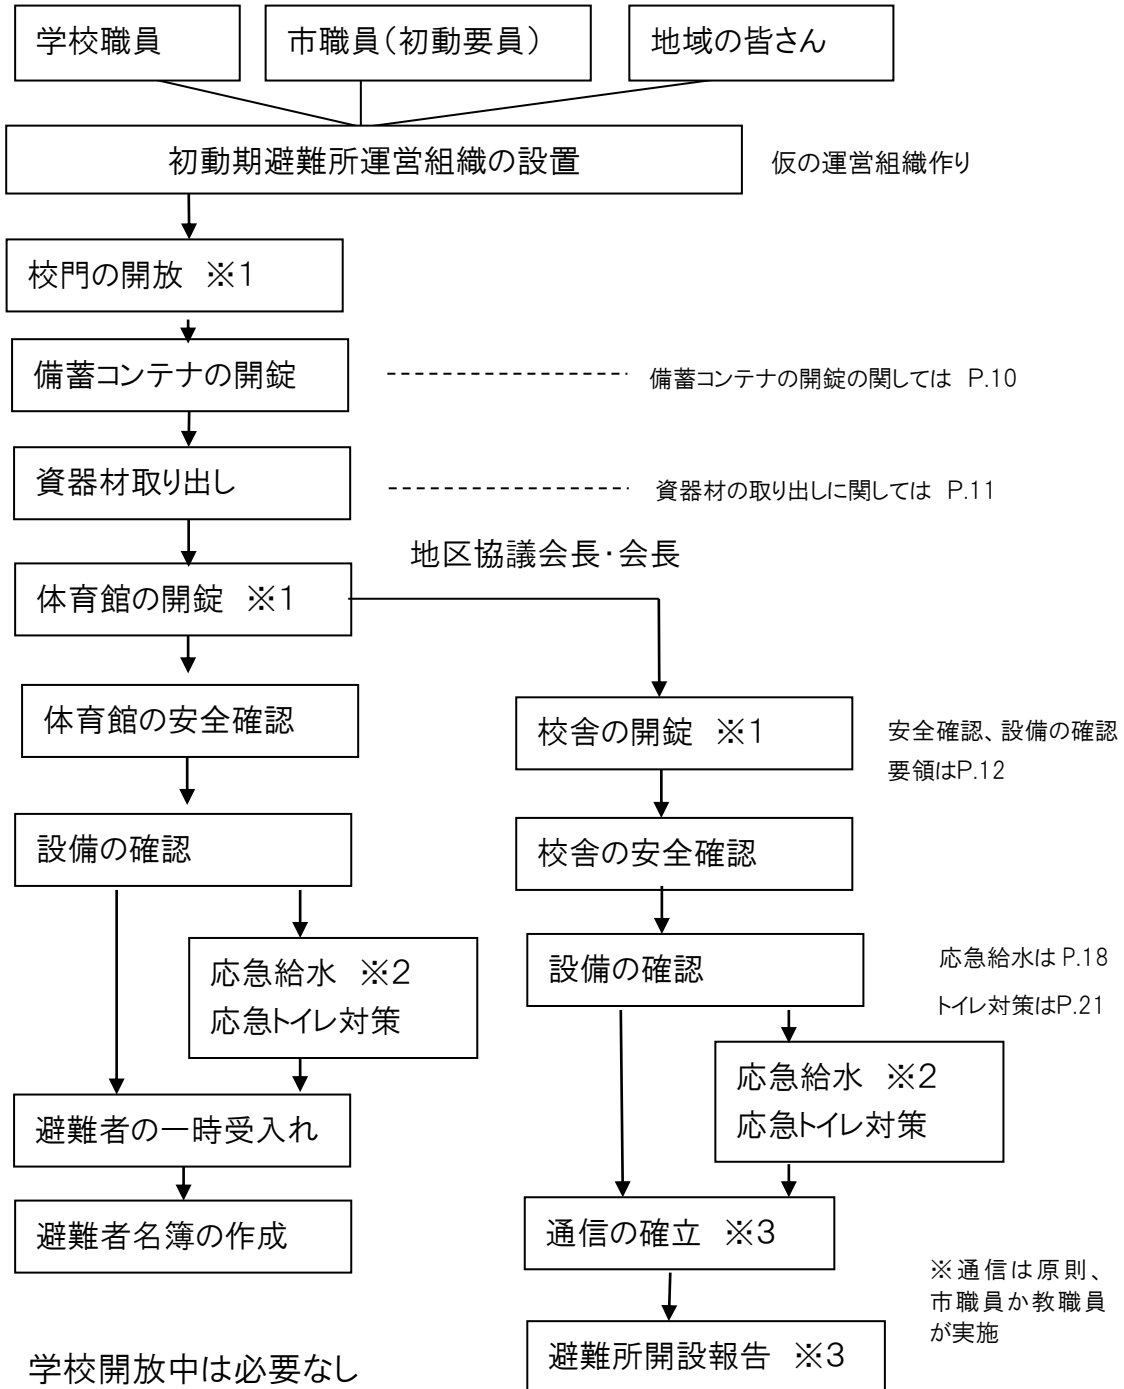 学校職員
市職員（初動要員）
地域の皆さん
初動期避難所運営組織の設置
仮の運営組織作り
校門の開放　※1
備蓄コンテナの開錠
備蓄コンテナの開錠の関しては　P.10
資器材取り出し
資器材の取り出しに関しては　P.11
地区協議会長・会長
体育館の開錠　※1
体育館の安全確認
校舎の開錠　※1
安全確認、設備の確認
要領はP.12
設備の確認
校舎の安全確認
応急給水　※2
応急トイレ対策
設備の確認
応急給水は P.18
トイレ対策はP.21
応急給水　※2
応急トイレ対策
避難者の一時受入れ
避難者名簿の作成
通信の確立　※3
※通信は原則、
市職員か教職員
が実施
避難所開設報告　※3
学校開放中は必要なし